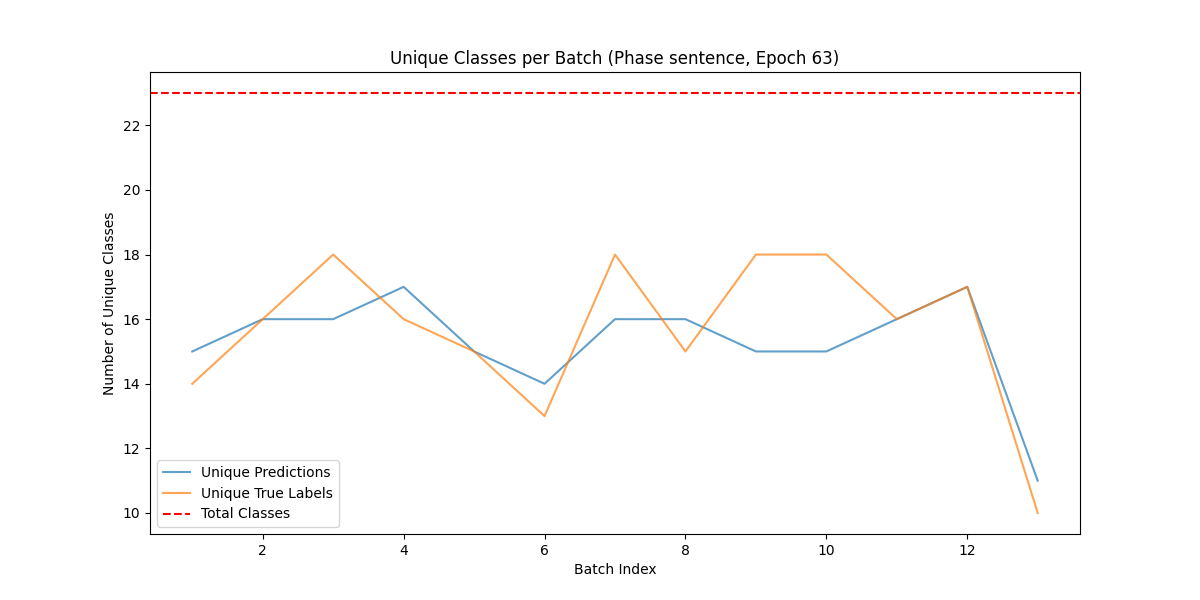 Unique Classes per Batch (Phase sentence, Epoch 63)
Number of Unique Classes
22
20
18
16
14
12
10
Unique Predictions
Unique True Labels
Total Classes
2 4 6 8 10 12
Batch Index